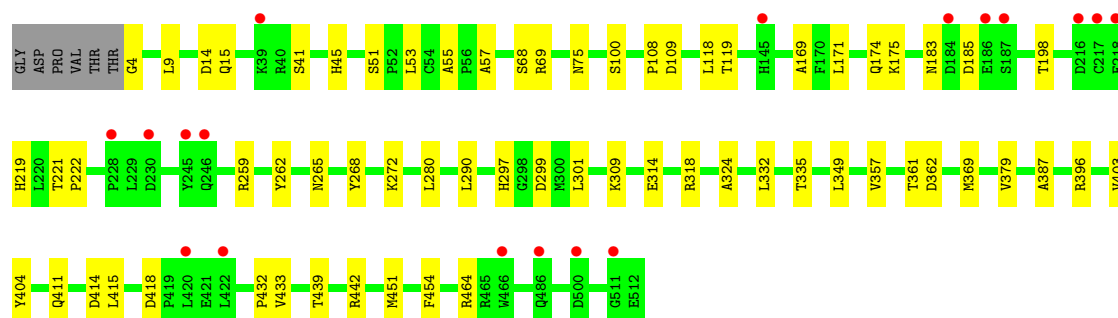 GLY ASP PRO VAL THR THR G4 L9 D14 Q15 K39 R40 S41 H45 S51 P52 L53 C54 A55 P56 A57 S68 R69 N75 S100 P108 D109 L118 T119 H145 A169 F170 L171 Q174 K175 N183 D184 D185 E186 S187 T198 D216 C217 E218
H219 L220 T221 P222 P228 L229 D230 Y245 Q246 R259 Y262 N265 Y268 K272 L280 L290 H297 G298 D299 M300 L301 K309 E314 R318 A324 L332 T335 L349 V357 T361 D362 M369 V379 A387 R396 V403
Y404 Q411 D414 L415 D418 P419 L420 E421 L422 P432 V433 T439 R442 M451 F454 R464 R465 W466 Q486 D500 G511 E512